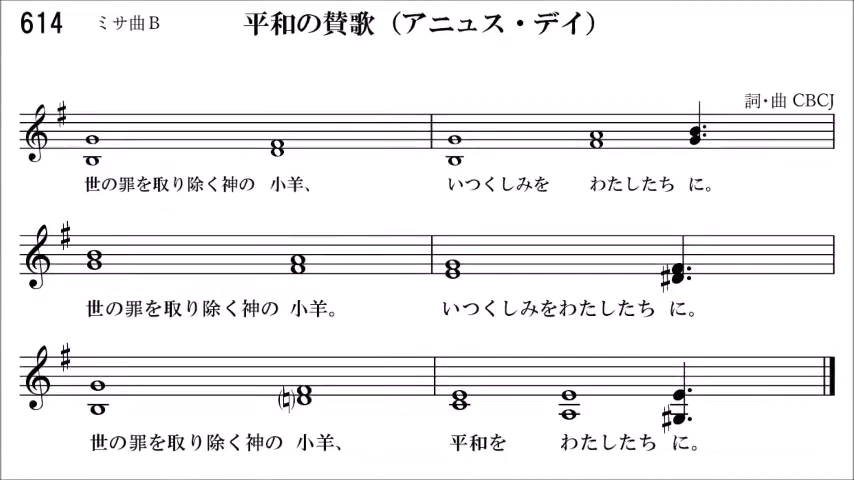 614 ミサ曲B 平和の賛歌（アニュス・デイ）
詞・曲 CBCJ
世の罪を取り除く神の 小羊、 いつくしみを わたしたち に。
世の罪を取り除く神の 小羊。 いつくしみをわたしたち に。
世の罪を取り除く神の 小羊、 平和を わたしたち に。